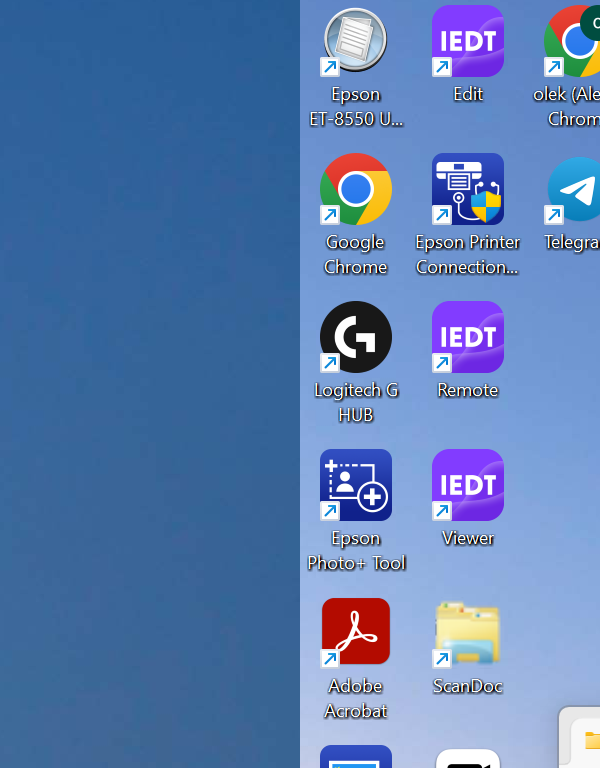 IEDT
Epson
ET-8550 U...
Edit
olek (Ale
Chrom
Google
Chrome
Epson Printer
Connection...
Telegra
Logitech G
HUB
IEDT
Remote
Epson
Photo+ Tool
IEDT
Viewer
Adobe
Acrobat
ScanDoc